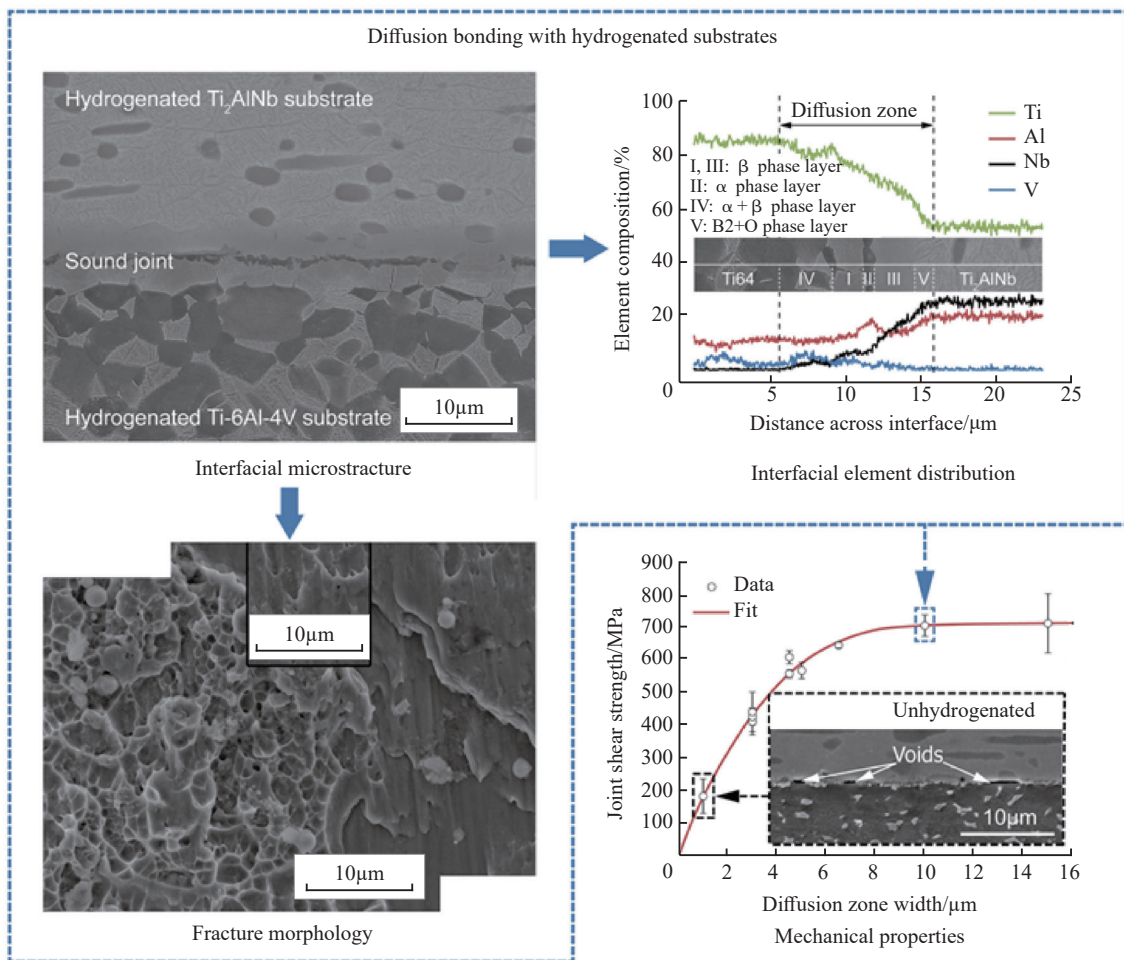 Diffusion bonding with hydrogenated substrates
Hydrogenated Ti₂AlNb substrate
Sound joint
Hydrogenated Ti-6Al-4V substrate
10μm
Interfacial microstracture
Element composition/%
100
80
60
40
20
0
Diffusion zone
Ti
Al
Nb
V
I, III: β phase layer
II: α phase layer
IV: α+β phase layer
V: B2+O phase layer
Ti64 IV I II III V Ti₂AlNb
5 10 15 20 25
Distance across interface/μm
Interfacial element distribution
10μm
10μm
Fracture morphology
Joint shear strength/MPa
900
800
700
600
500
400
300
200
100
0
Data
Fit
Unhydrogenated
Voids
10μm
2 4 6 8 10 12 14 16
Diffusion zone width/μm
Mechanical properties